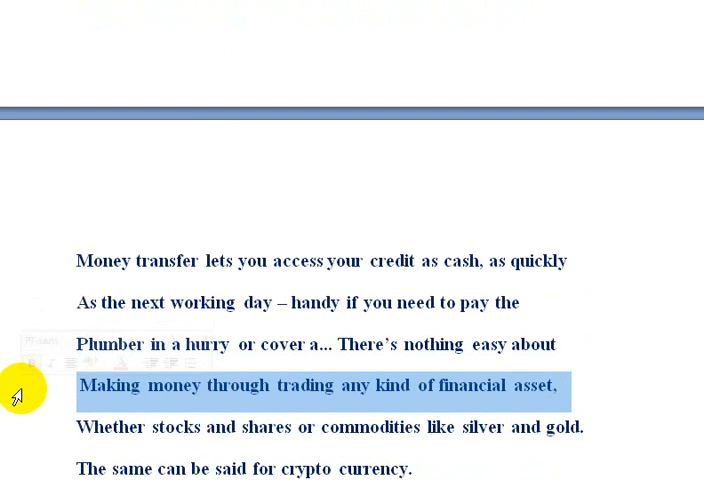 Money transfer lets you access your credit as cash, as quickly
As the next working day – handy if you need to pay the
Plumber in a hurry or cover a... There's nothing easy about
Making money through trading any kind of financial asset,
Whether stocks and shares or commodities like silver and gold.
The same can be said for crypto currency.